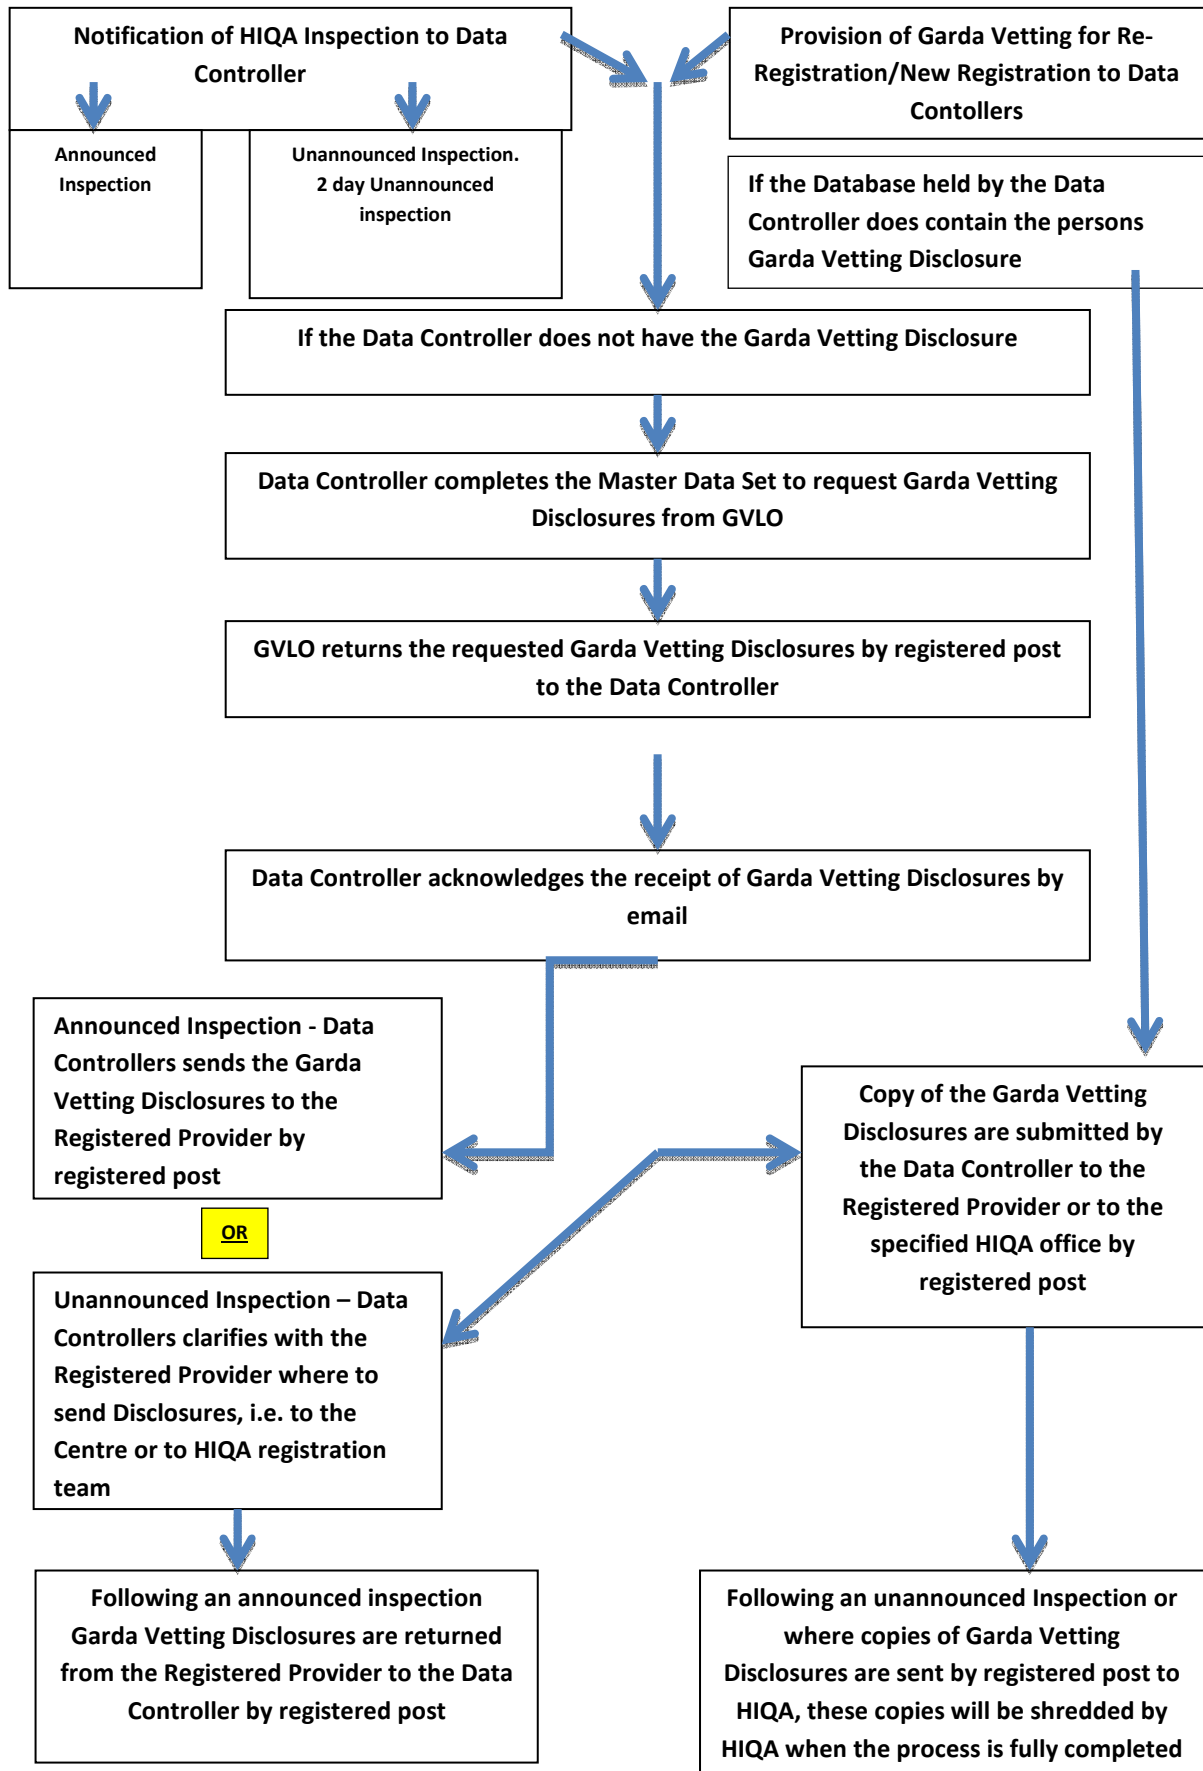 Notification of HIQA Inspection to Data
Controller
Announced
Inspection
Unannounced Inspection.
2 day Unannounced
inspection
Provision of Garda Vetting for Re-
Registration/New Registration to Data
Contollers
If the Database held by the Data
Controller does contain the persons
Garda Vetting Disclosure
If the Data Controller does not have the Garda Vetting Disclosure
Data Controller completes the Master Data Set to request Garda Vetting
Disclosures from GVLO
GVLO returns the requested Garda Vetting Disclosures by registered post
to the Data Controller
Data Controller acknowledges the receipt of Garda Vetting Disclosures by
email
Announced Inspection - Data
Controllers sends the Garda
Vetting Disclosures to the
Registered Provider by
registered post
OR
Unannounced Inspection – Data
Controllers clarifies with the
Registered Provider where to
send Disclosures, i.e. to the
Centre or to HIQA registration
team
Copy of the Garda Vetting
Disclosures are submitted by
the Data Controller to the
Registered Provider or to the
specified HIQA office by
registered post
Following an announced inspection
Garda Vetting Disclosures are returned
from the Registered Provider to the Data
Controller by registered post
Following an unannounced Inspection or
where copies of Garda Vetting
Disclosures are sent by registered post to
HIQA, these copies will be shredded by
HIQA when the process is fully completed